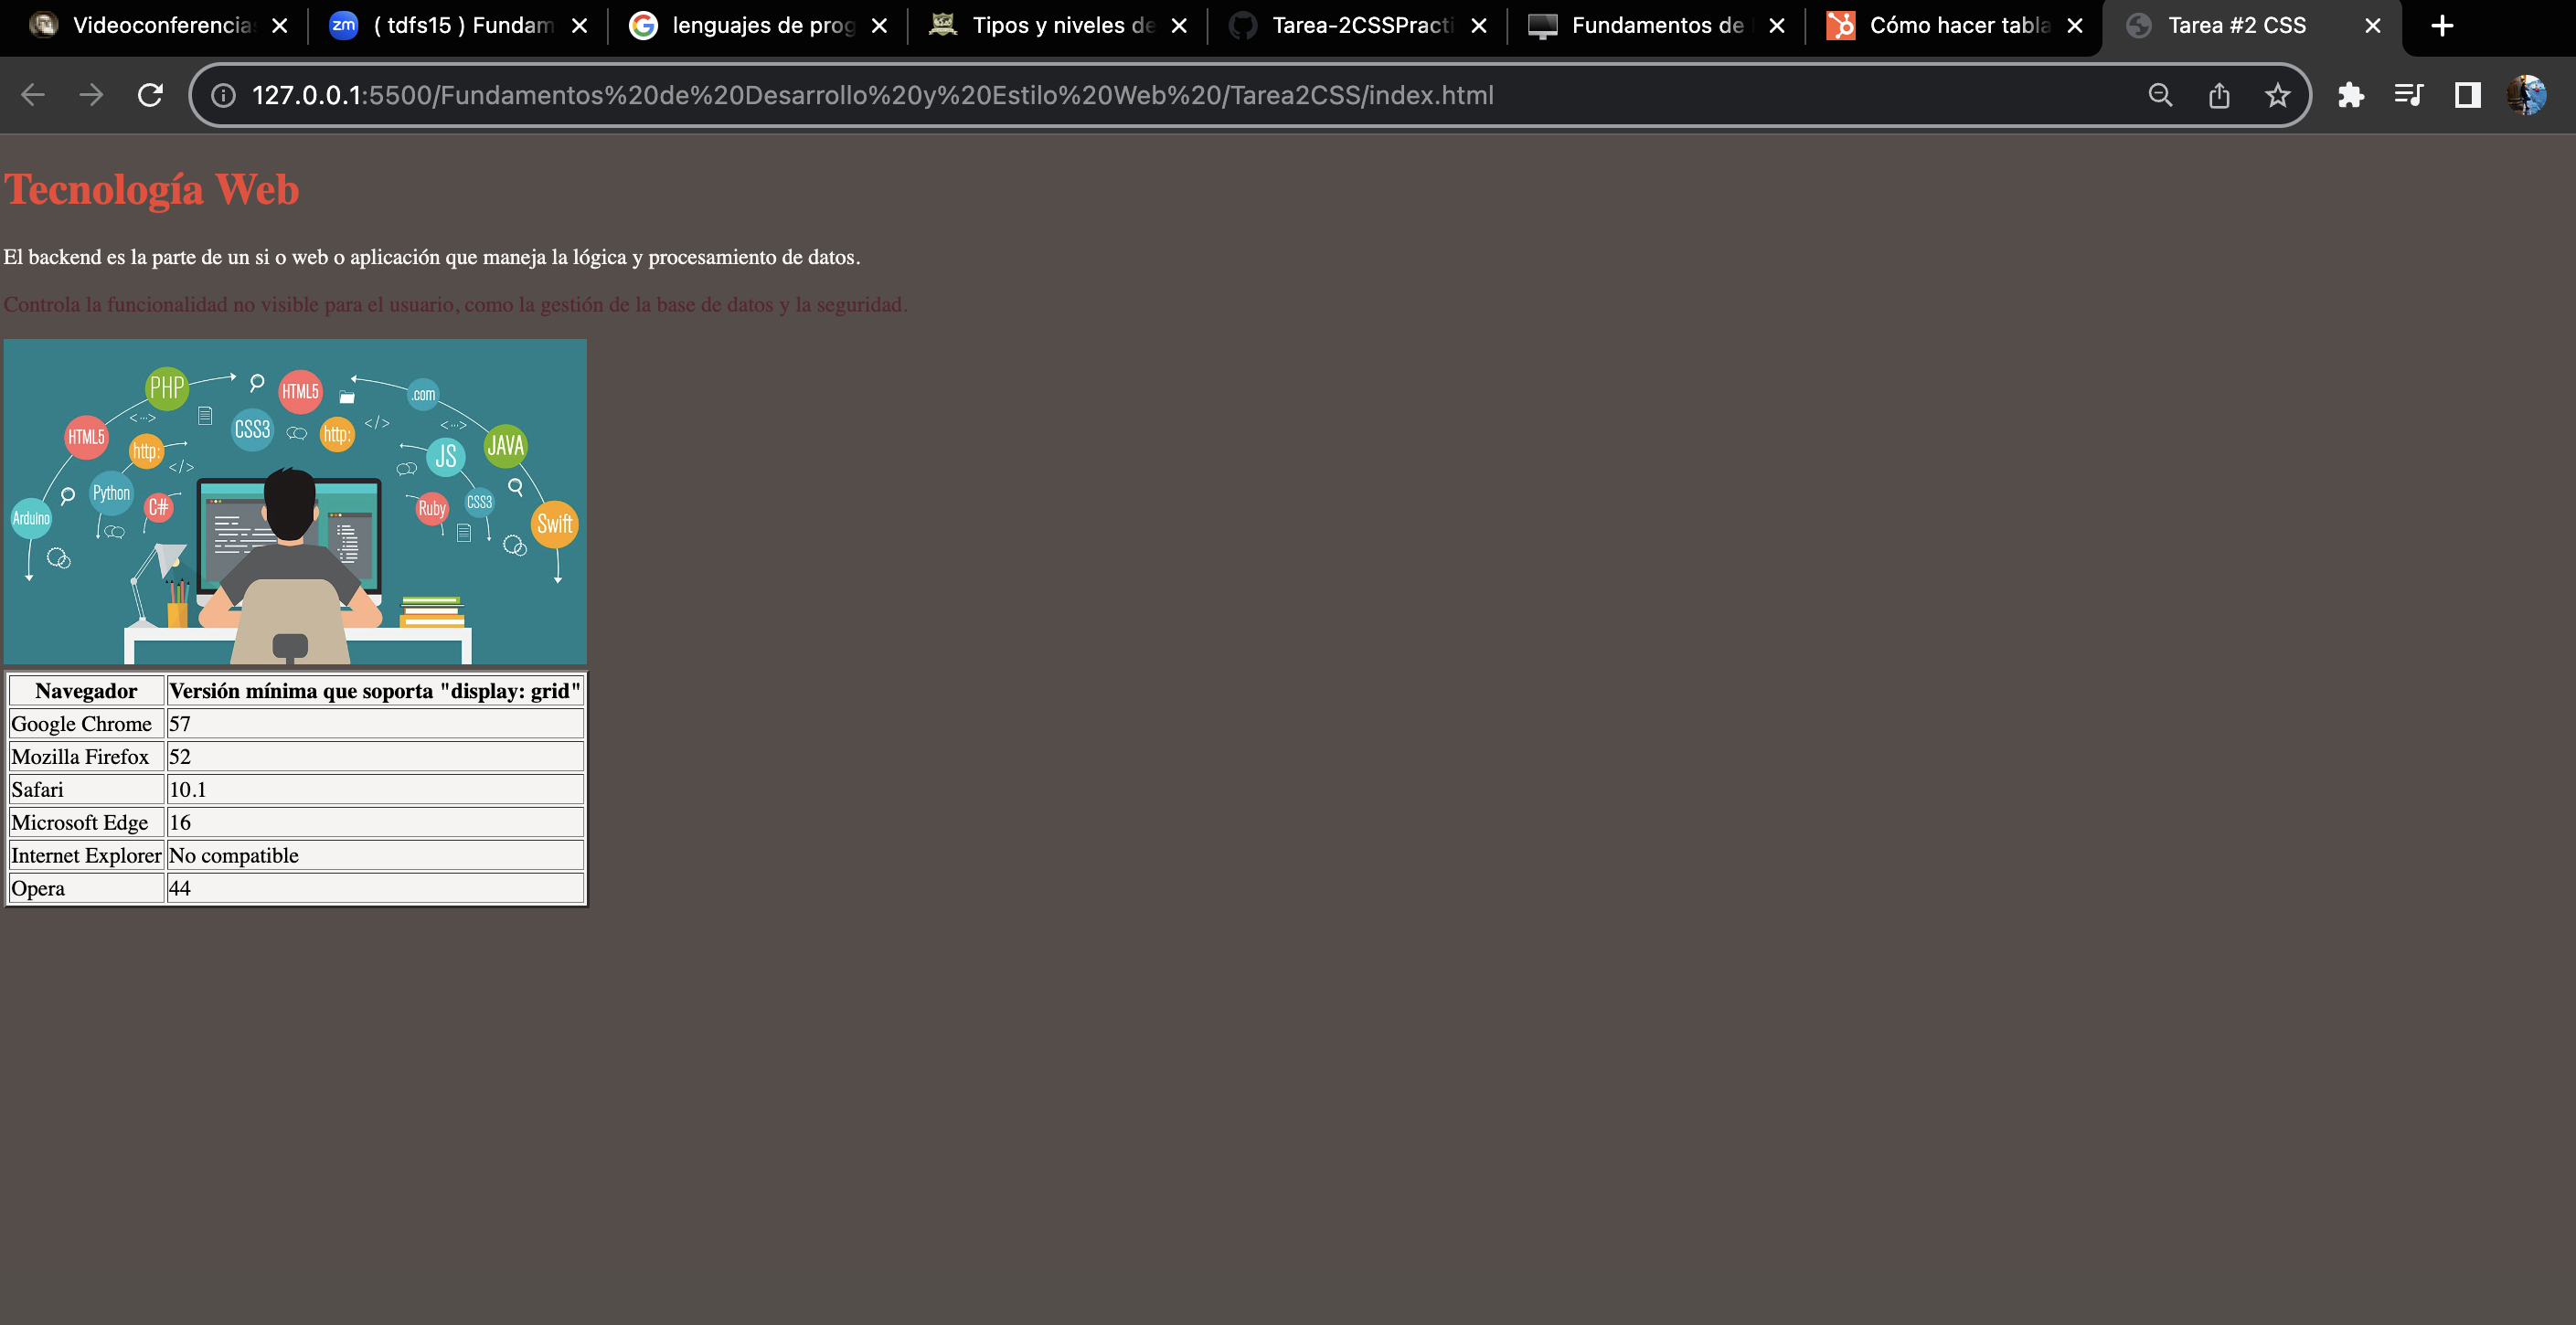 Videoconferencia
( tdfs15 ) Fundam
lenguajes de prog
Tipos y niveles de
Tarea-2CSSPracti
Fundamentos de
Cómo hacer tabla
Tarea #2 CSS
127.0.0.1:5500/Fundamentos%20de%20Desarrollo%20y%20Estilo%20Web%20/Tarea2CSS/index.html
Tecnología Web
El backend es la parte de un si o web o aplicación que maneja la lógica y procesamiento de datos.
Controla la funcionalidad no visible para el usuario, como la gestión de la base de datos y la seguridad.
PHP
HTML5
.com
HTML5
http:
CSS3
http:
JS
JAVA
Arduino
Python
C#
Ruby
CSS3
Swift
Navegador Versión mínima que soporta "display: grid"
Google Chrome 57
Mozilla Firefox 52
Safari 10.1
Microsoft Edge 16
Internet Explorer No compatible
Opera 44